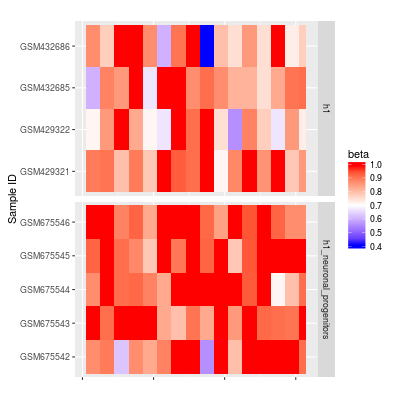 GSM432686
GSM432685
GSM429322
GSM429321
h1
GSM675546
GSM675545
GSM675544
GSM675543
GSM675542
h1_neuronal_progenitors
Sample ID
beta
1.0
0.9
0.8
0.7
0.6
0.5
0.4